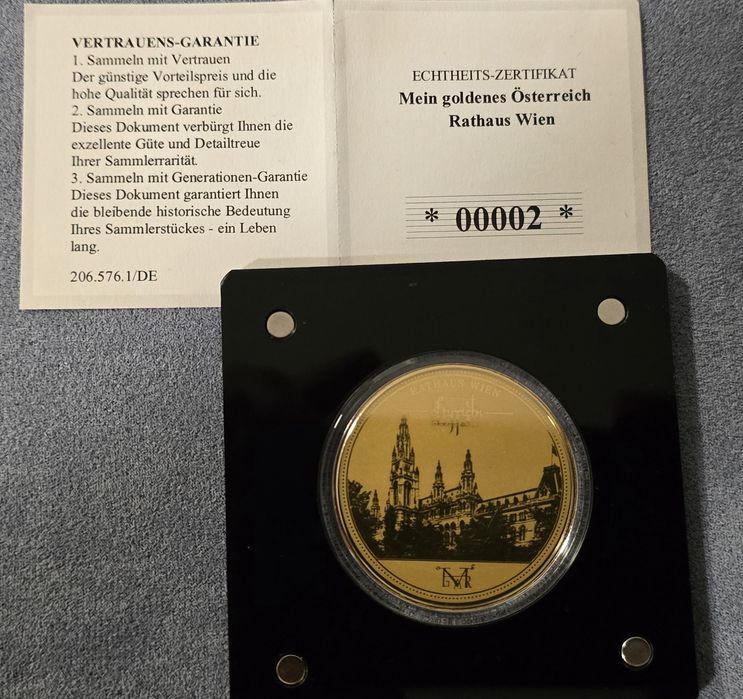 VERTRAUENS-GARANTIE
1. Sammeln mit Vertrauen
Der günstige Vorteilspreis und die
hohe Qualität sprechen für sich.
2. Sammeln mit Garantie
Dieses Dokument verbürgt Ihnen die
exzellente Güte und Detailtreue
Ihrer Sammlerrarität.
3. Sammeln mit Generationen-Garantie
Dieses Dokument garantiert Ihnen
die bleibende historische Bedeutung
Ihres Sammlerstückes - ein Leben
lang.
206.576.1/DE
ECHTHEITS-ZERTIFIKAT
Mein goldenes Österreich
Rathaus Wien
* 00002 *
RATHAUS WIEN